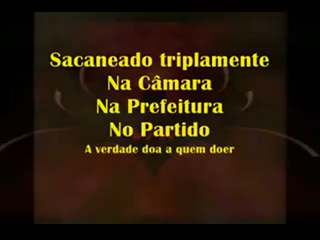 Sacaneado triplamente
Na Câmara
Na Prefeitura
No Partido
A verdade doa a quem doer